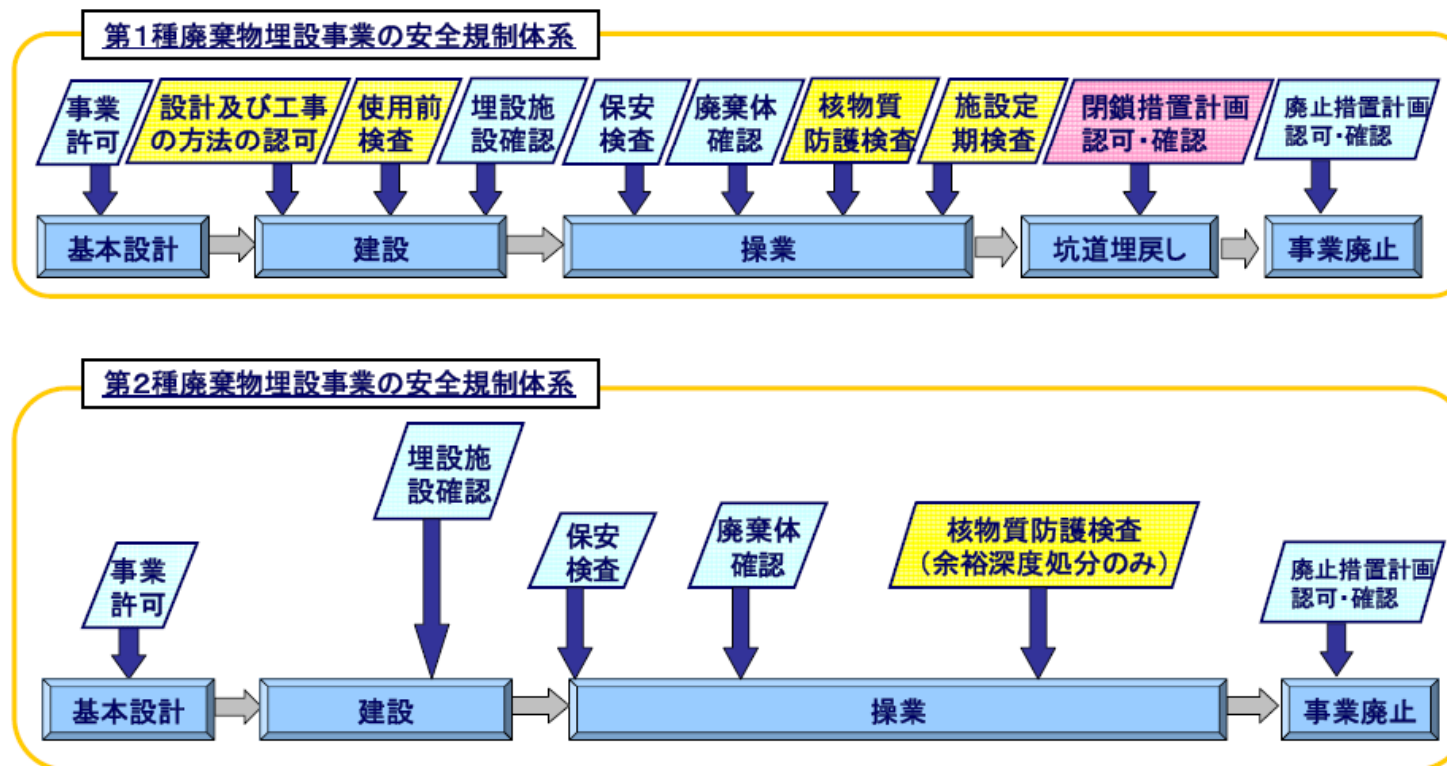 第1種廃棄物埋設事業の安全規制体系
事業
許可
設計及び工事
の方法の認可
使用前
検査
埋設施
設確認
保安
検査
廃棄体
確認
核物質
防護検査
施設定
期検査
閉鎖措置計画
認可・確認
廃止措置計画
認可・確認
基本設計
建設
操業
坑道埋戻し
事業廃止
第2種廃棄物埋設事業の安全規制体系
事業
許可
埋設施
設確認
保安
検査
廃棄体
確認
核物質防護検査
（余裕深度処分のみ）
廃止措置計画
認可・確認
基本設計
建設
操業
事業廃止